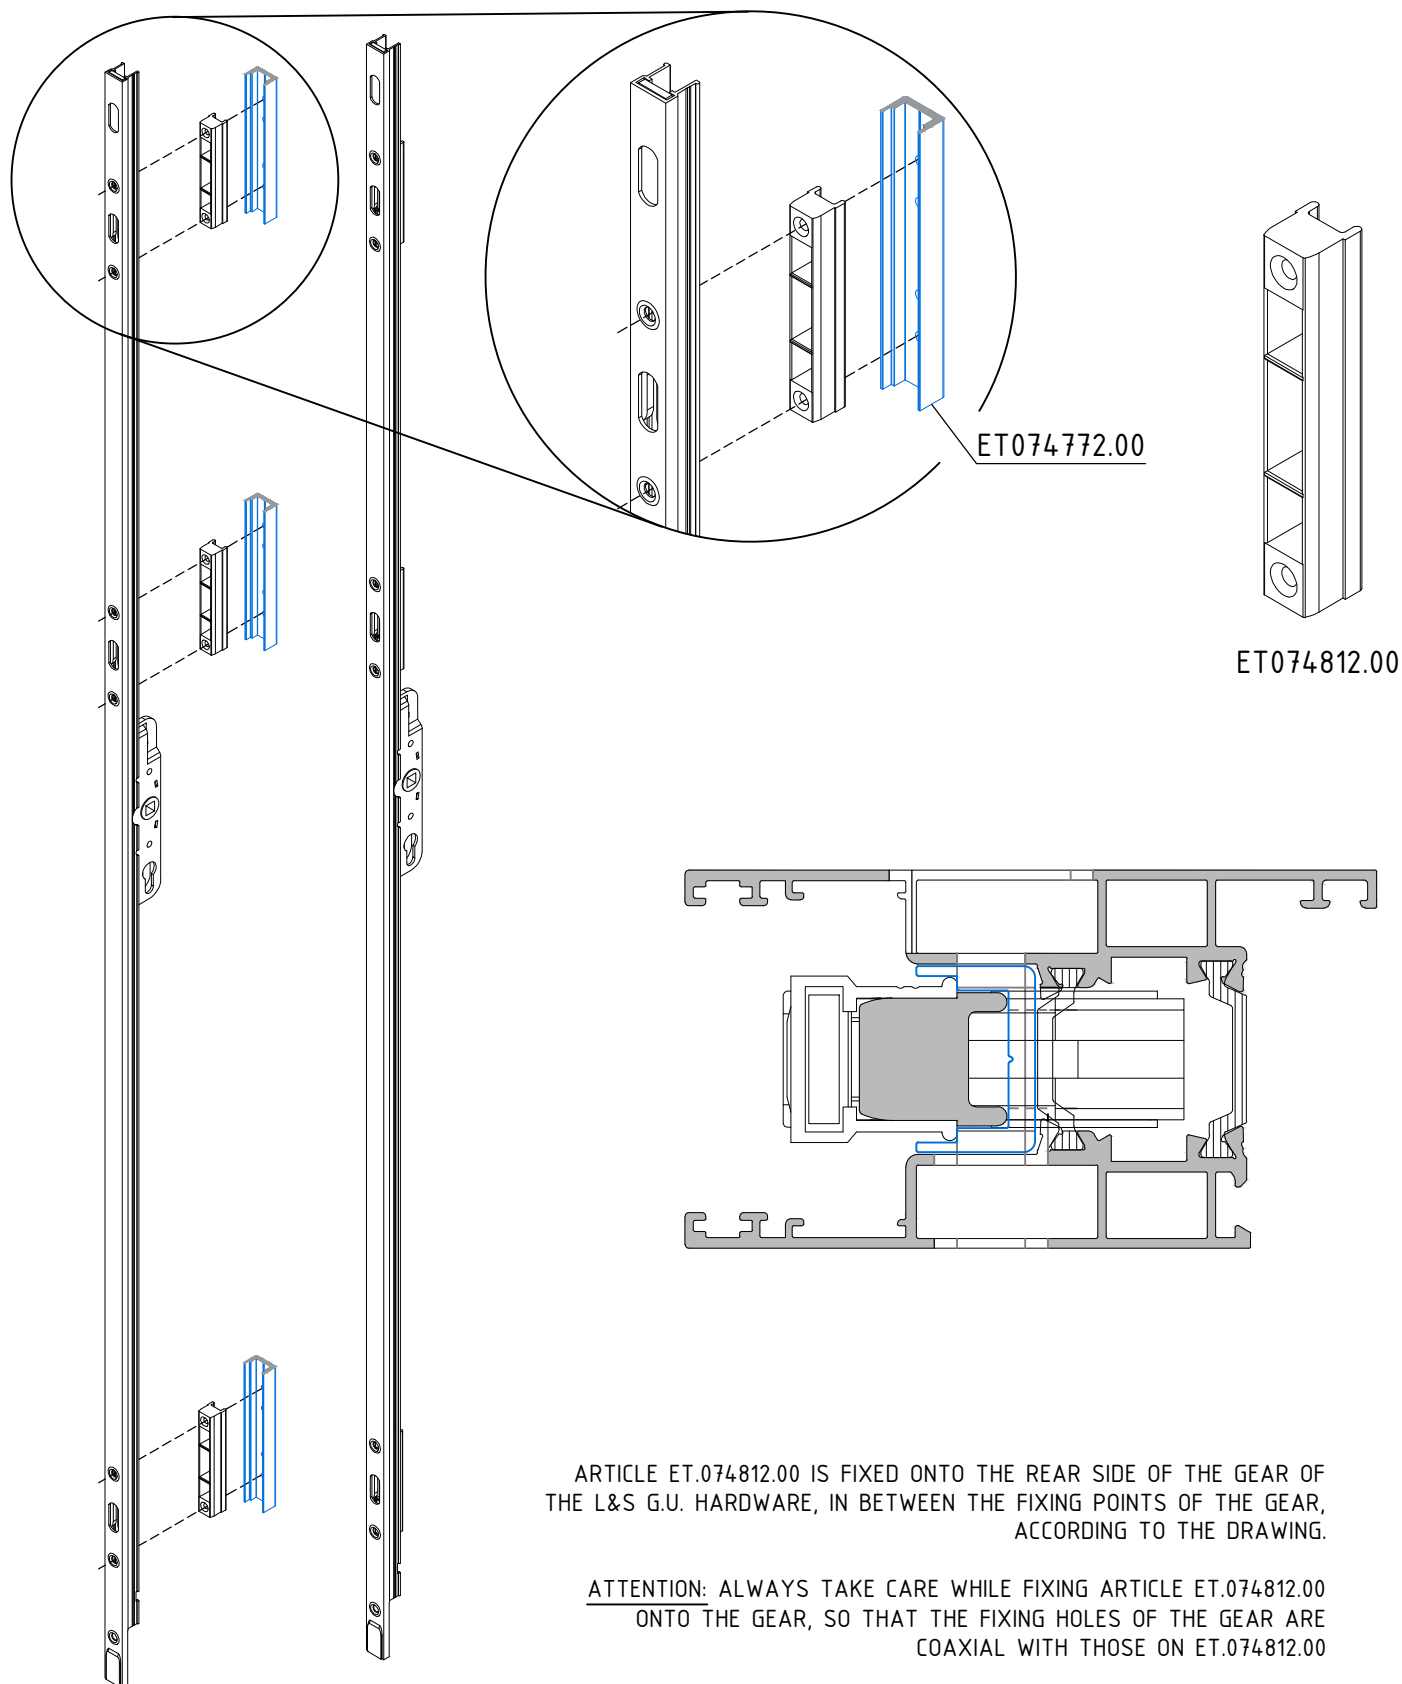 ET074772.00
ET074812.00
ARTICLE ET.074812.00 IS FIXED ONTO THE REAR SIDE OF THE GEAR OF
THE L&S G.U. HARDWARE, IN BETWEEN THE FIXING POINTS OF THE GEAR,
ACCORDING TO THE DRAWING.
ATTENTION: ALWAYS TAKE CARE WHILE FIXING ARTICLE ET.074812.00
ONTO THE GEAR, SO THAT THE FIXING HOLES OF THE GEAR ARE
COAXIAL WITH THOSE ON ET.074812.00